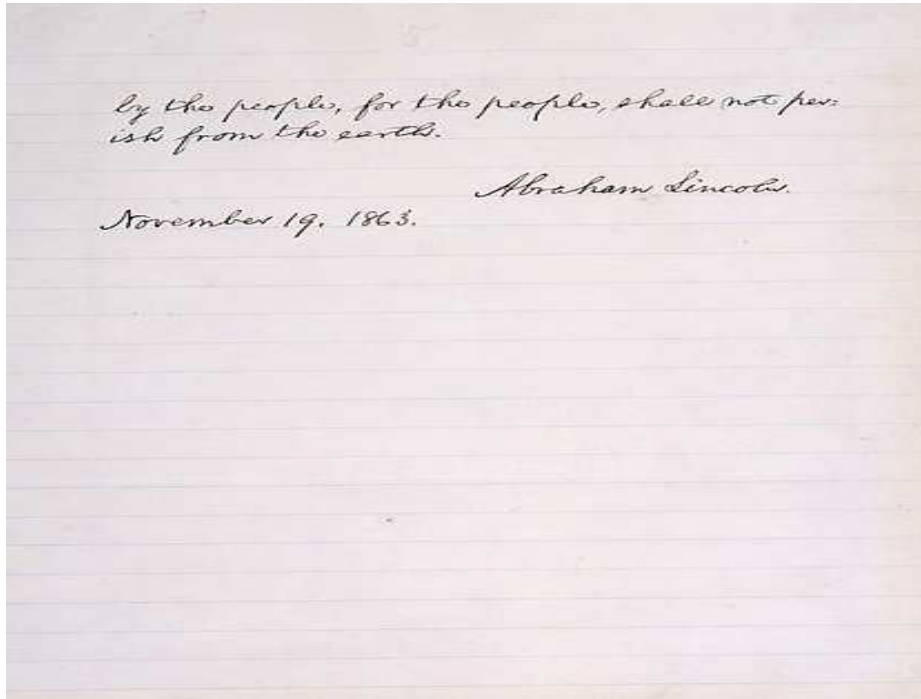 by the people, for the people, shall not per-
ish from the earth.
Abraham Lincoln.
November 19. 1863.